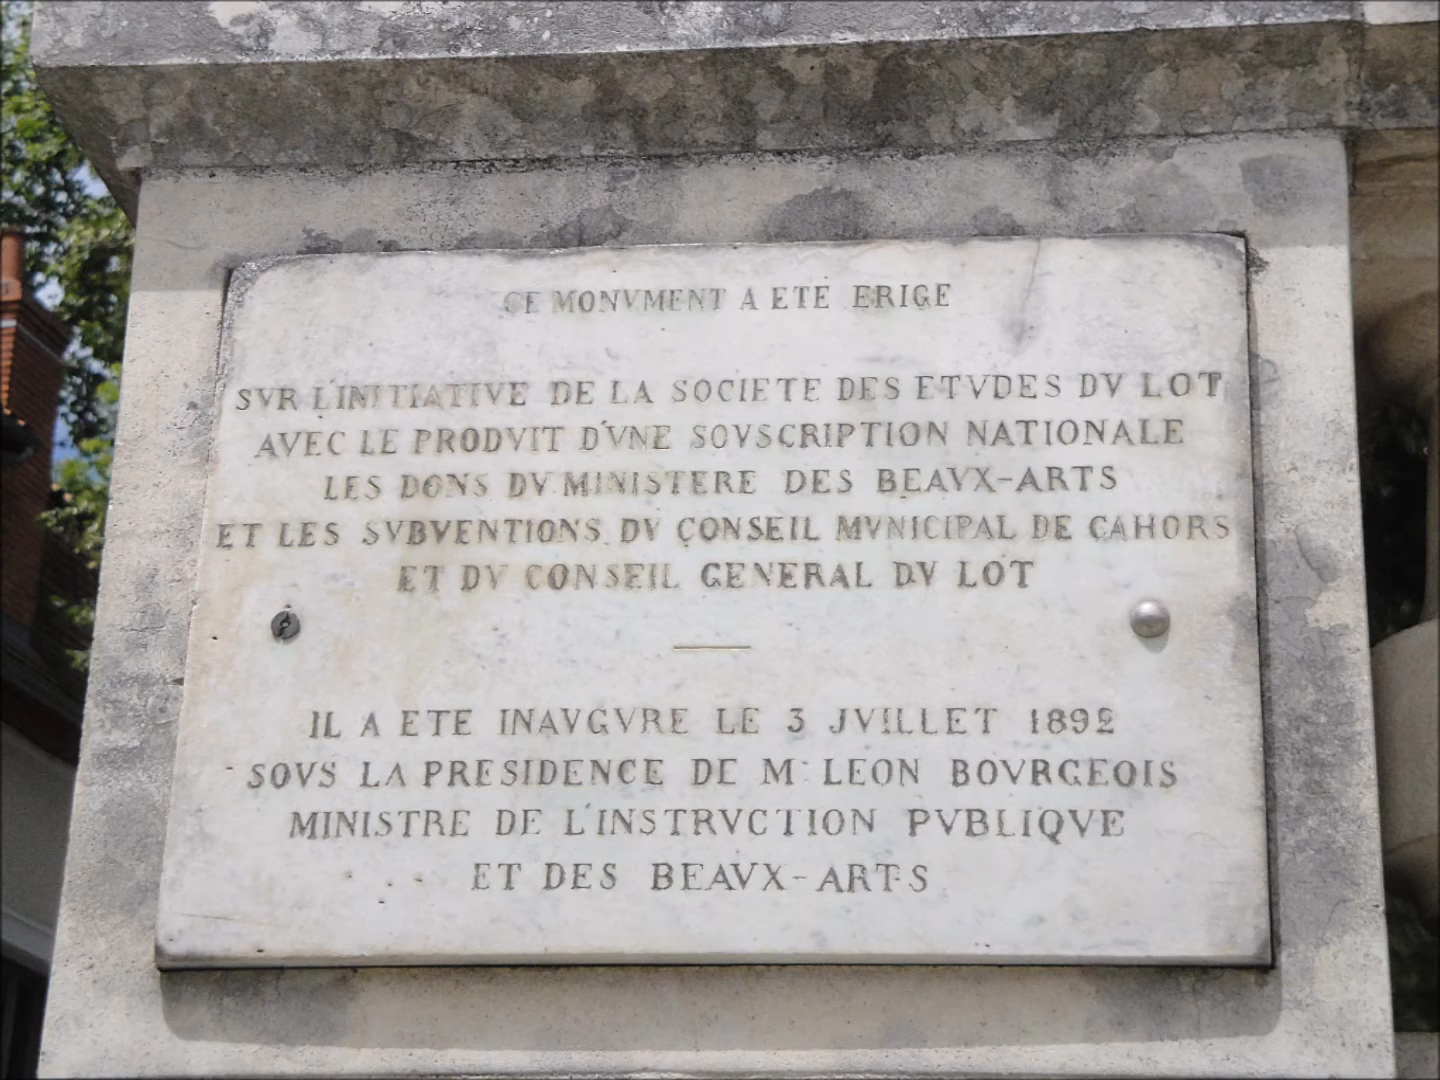 CE MONVMENT A ETE ERIGE
SVR L'INITIATIVE DE LA SOCIETE DES ETVDES DV LOT
AVEC LE PRODVIT D'VNE SOVSCRIPTION NATIONALE
LES DONS DV MINISTERE DES BEAVX-ARTS
ET LES SVBVENTIONS DV CONSEIL MVNICIPAL DE CAHORS
ET DV CONSEIL GENERAL DV LOT
IL A ETE INAVGVRE LE 3 JVILLET 1892
SOVS LA PRESIDENCE DE M. LEON BOVRGEOIS
MINISTRE DE L'INSTRVCTION PVBLIQVE
ET DES BEAVX-ARTS